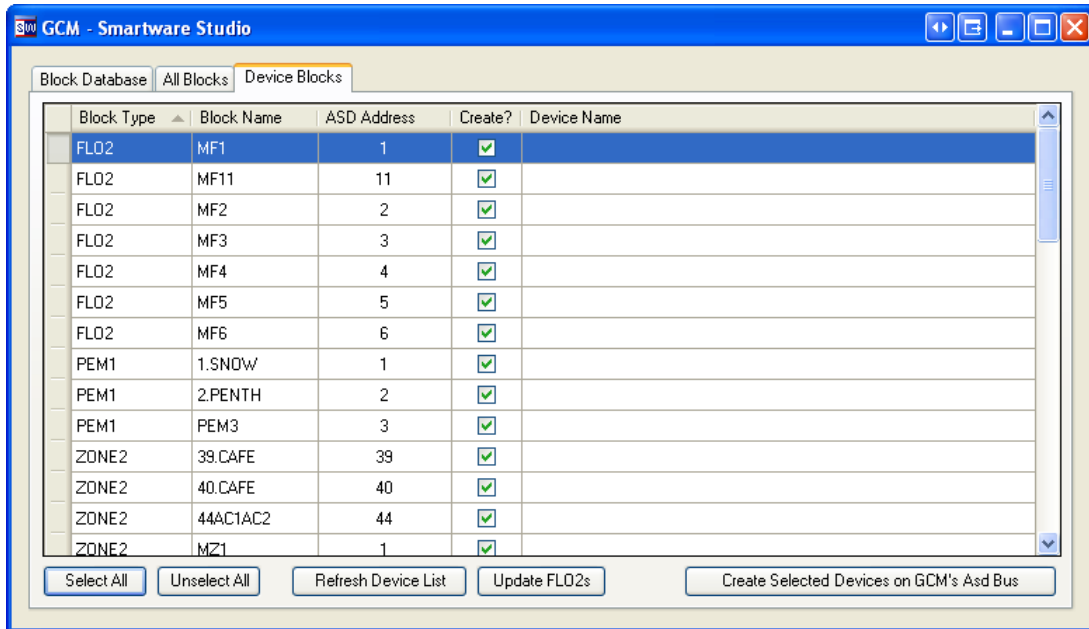 SW GCM - Smartware Studio
Block Database All Blocks Device Blocks
Block Type Block Name ASD Address Create? Device Name
FLO2 MF1 1
FLO2 MF11 11
FLO2 MF2 2
FLO2 MF3 3
FLO2 MF4 4
FLO2 MF5 5
FLO2 MF6 6
PEM1 1.SNOW 1
PEM1 2.PENTH 2
PEM1 PEM3 3
ZONE2 39.CAFE 39
ZONE2 40.CAFE 40
ZONE2 44AC1AC2 44
ZONE2 MZ1 1
Select All Unselect All Refresh Device List Update FLO2s Create Selected Devices on GCM's Asd Bus